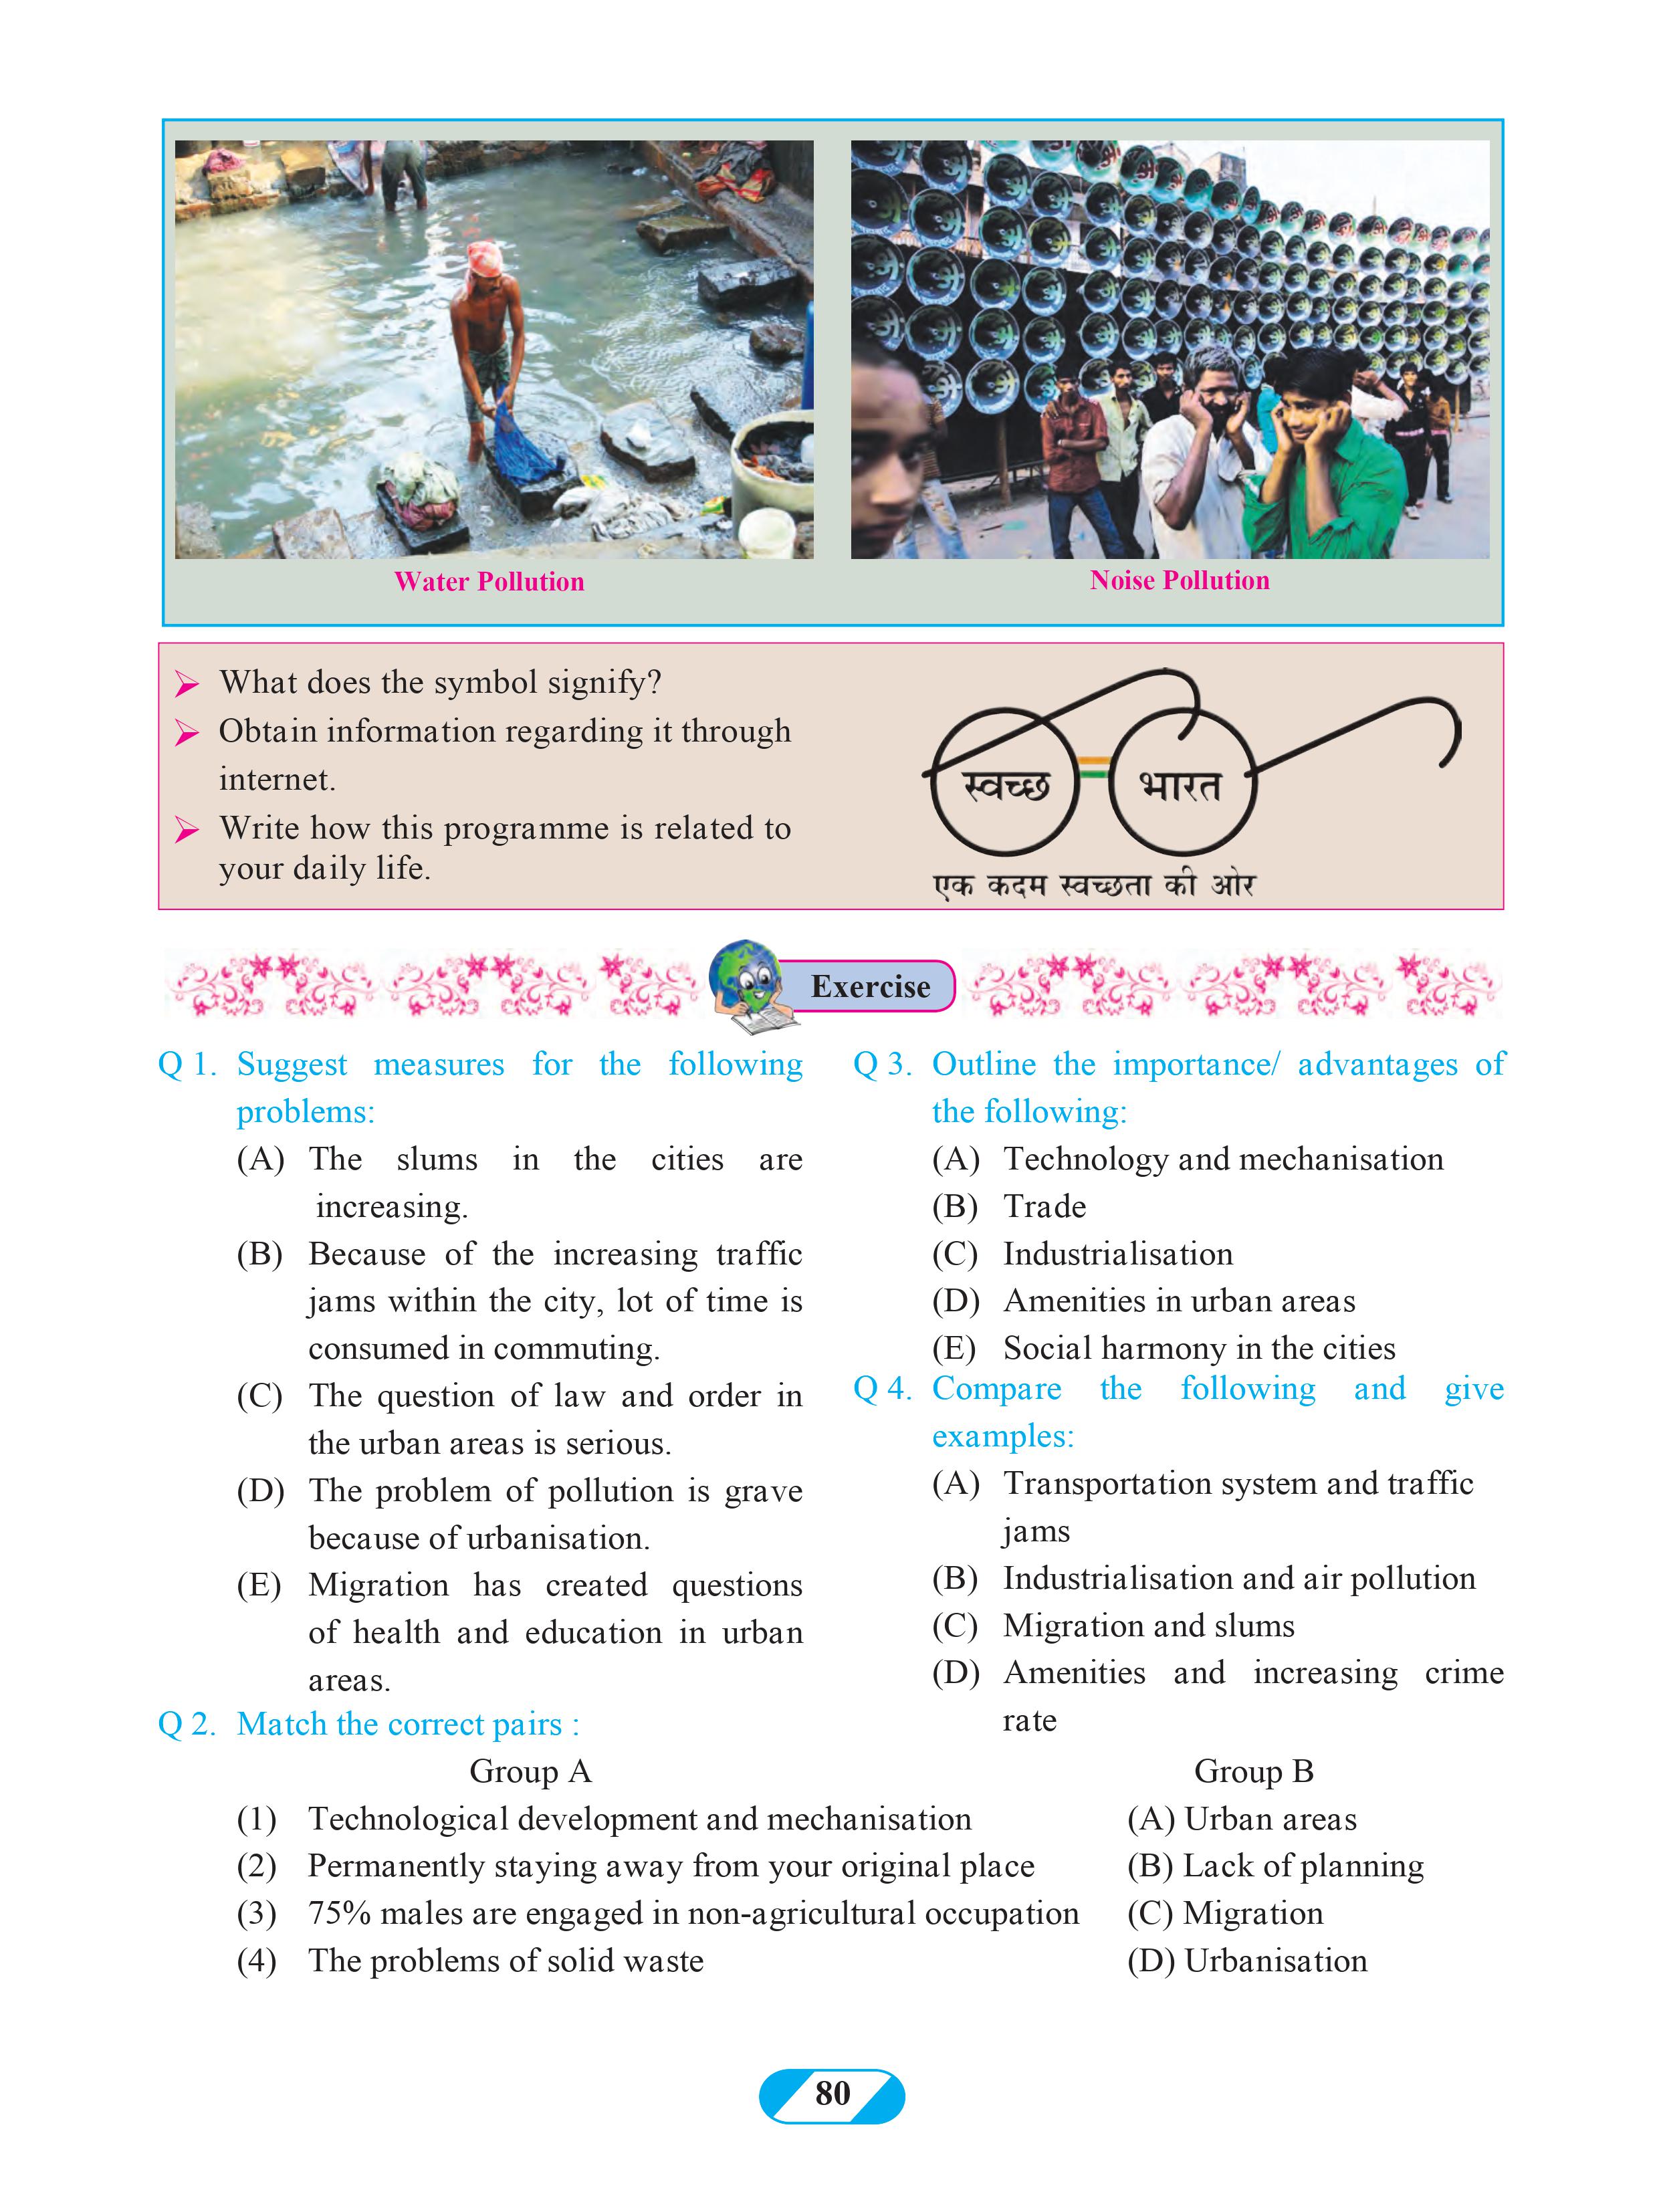 Water Pollution
Noise Pollution
What does the symbol signify?
Obtain information regarding it through
internet.
Write how this programme is related to
your daily life.
स्वच्छ भारत
एक कदम स्वच्छता की ओर
Exercise
Q 1. Suggest measures for the following
problems:
(A) The slums in the cities are
increasing.
(B) Because of the increasing traffic
jams within the city, lot of time is
consumed in commuting.
(C) The question of law and order in
the urban areas is serious.
(D) The problem of pollution is grave
because of urbanisation.
(E) Migration has created questions
of health and education in urban
areas.
Q 3. Outline the importance/ advantages of
the following:
(A) Technology and mechanisation
(B) Trade
(C) Industrialisation
(D) Amenities in urban areas
(E) Social harmony in the cities
Q 4. Compare the following and give
examples:
(A) Transportation system and traffic
jams
(B) Industrialisation and air pollution
(C) Migration and slums
(D) Amenities and increasing crime
rate
Q 2. Match the correct pairs :
Group A Group B
(1) Technological development and mechanisation (A) Urban areas
(2) Permanently staying away from your original place (B) Lack of planning
(3) 75% males are engaged in non-agricultural occupation (C) Migration
(4) The problems of solid waste (D) Urbanisation
80